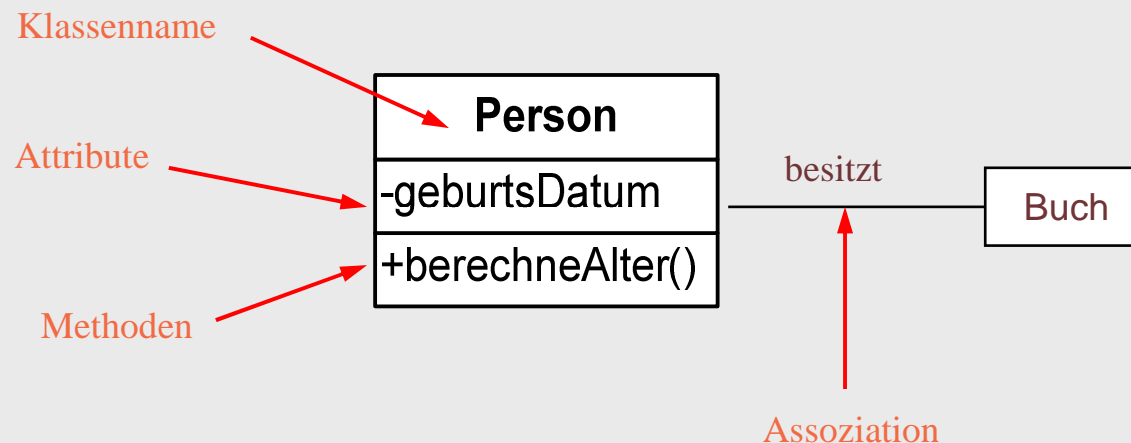 Klassenname
Person
Attribute
-geburtsDatum
besitzt
Buch
+berechneAlter()
Methoden
Assoziation